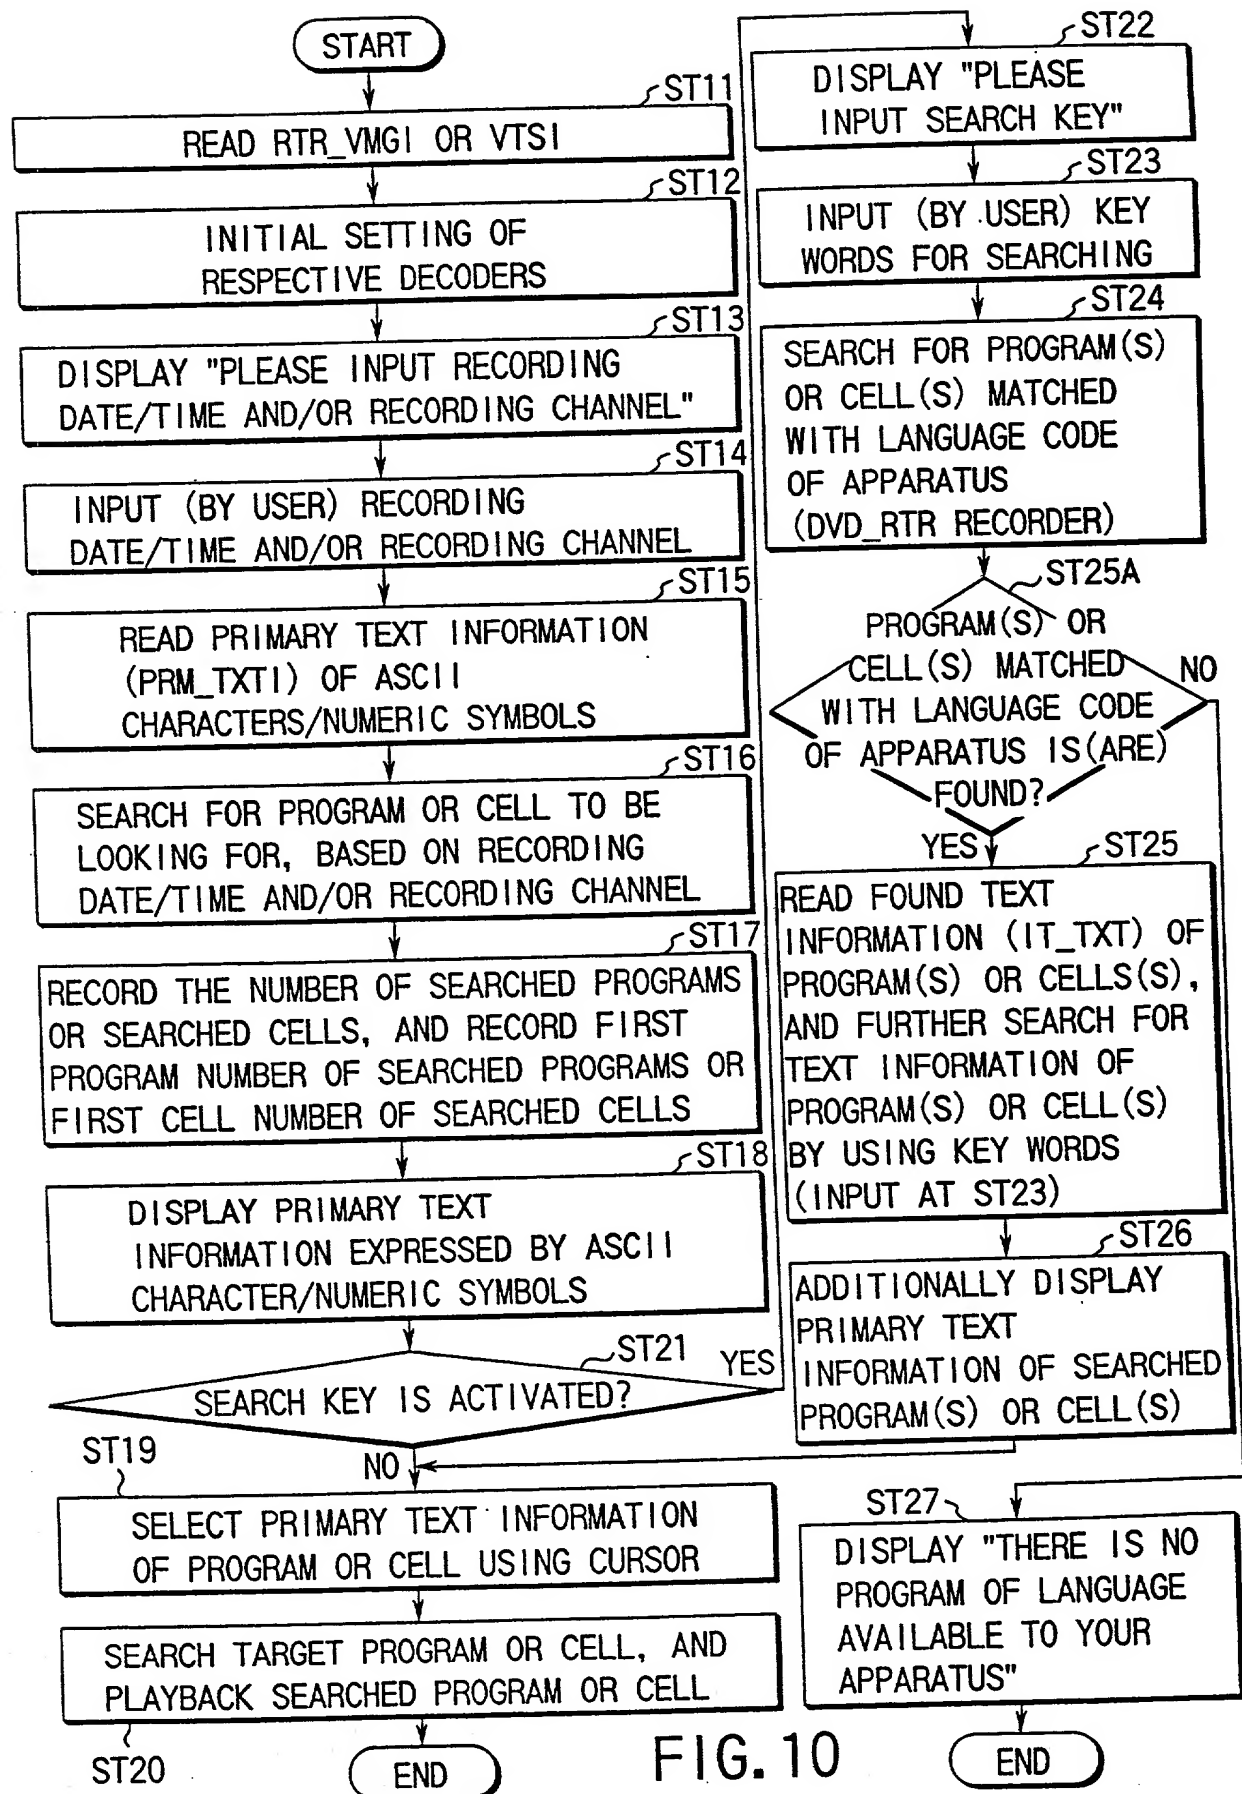 START
ST11
READ RTR_VMGI OR VTSI
ST12
INITIAL SETTING OF
RESPECTIVE DECODERS
ST13
DISPLAY "PLEASE INPUT RECORDING
DATE/TIME AND/OR RECORDING CHANNEL"
ST14
INPUT (BY USER) RECORDING
DATE/TIME AND/OR RECORDING CHANNEL
ST15
READ PRIMARY TEXT INFORMATION
(PRM_TXTI) OF ASCII
CHARACTERS/NUMERIC SYMBOLS
ST16
SEARCH FOR PROGRAM OR CELL TO BE
LOOKING FOR, BASED ON RECORDING
DATE/TIME AND/OR RECORDING CHANNEL
ST17
RECORD THE NUMBER OF SEARCHED PROGRAMS
OR SEARCHED CELLS, AND RECORD FIRST
PROGRAM NUMBER OF SEARCHED PROGRAMS OR
FIRST CELL NUMBER OF SEARCHED CELLS
ST18
DISPLAY PRIMARY TEXT
INFORMATION EXPRESSED BY ASCII
CHARACTER/NUMERIC SYMBOLS
ST21
YES
SEARCH KEY IS ACTIVATED?
NO
ST19
SELECT PRIMARY TEXT INFORMATION
OF PROGRAM OR CELL USING CURSOR
SEARCH TARGET PROGRAM OR CELL, AND
PLAYBACK SEARCHED PROGRAM OR CELL
ST20
END
ST22
DISPLAY "PLEASE
INPUT SEARCH KEY"
ST23
INPUT (BY USER) KEY
WORDS FOR SEARCHING
ST24
SEARCH FOR PROGRAM(S)
OR CELL(S) MATCHED
WITH LANGUAGE CODE
OF APPARATUS
(DVD_RTR RECORDER)
ST25A
PROGRAM(S) OR
CELL(S) MATCHED
NO
WITH LANGUAGE CODE
OF APPARATUS IS(ARE)
FOUND?
YES
ST25
READ FOUND TEXT
INFORMATION (IT_TXT) OF
PROGRAM(S) OR CELLS(S),
AND FURTHER SEARCH FOR
TEXT INFORMATION OF
PROGRAM(S) OR CELL(S)
BY USING KEY WORDS
(INPUT AT ST23)
ST26
ADDITIONALLY DISPLAY
PRIMARY TEXT
INFORMATION OF SEARCHED
PROGRAM(S) OR CELL(S)
ST27
DISPLAY "THERE IS NO
PROGRAM OF LANGUAGE
AVAILABLE TO YOUR
APPARATUS"
END
FIG. 10